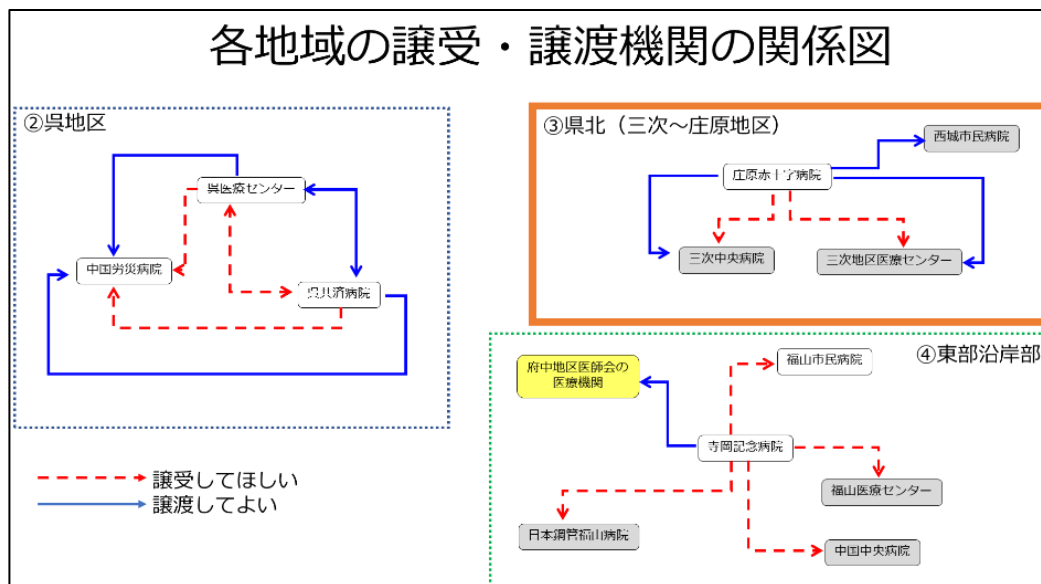 各地域の譲受・譲渡機関の関係図
②呉地区
呉医療センター
中国労災病院
呉共済病院
③県北（三次～庄原地区）
西城市民病院
庄原赤十字病院
三次中央病院
三次地区医療センター
④東部沿岸部
府中地区医師会の
医療機関
福山市民病院
寺岡記念病院
福山医療センター
日本鋼管福山病院
中国中央病院
譲受してほしい
譲渡してよい